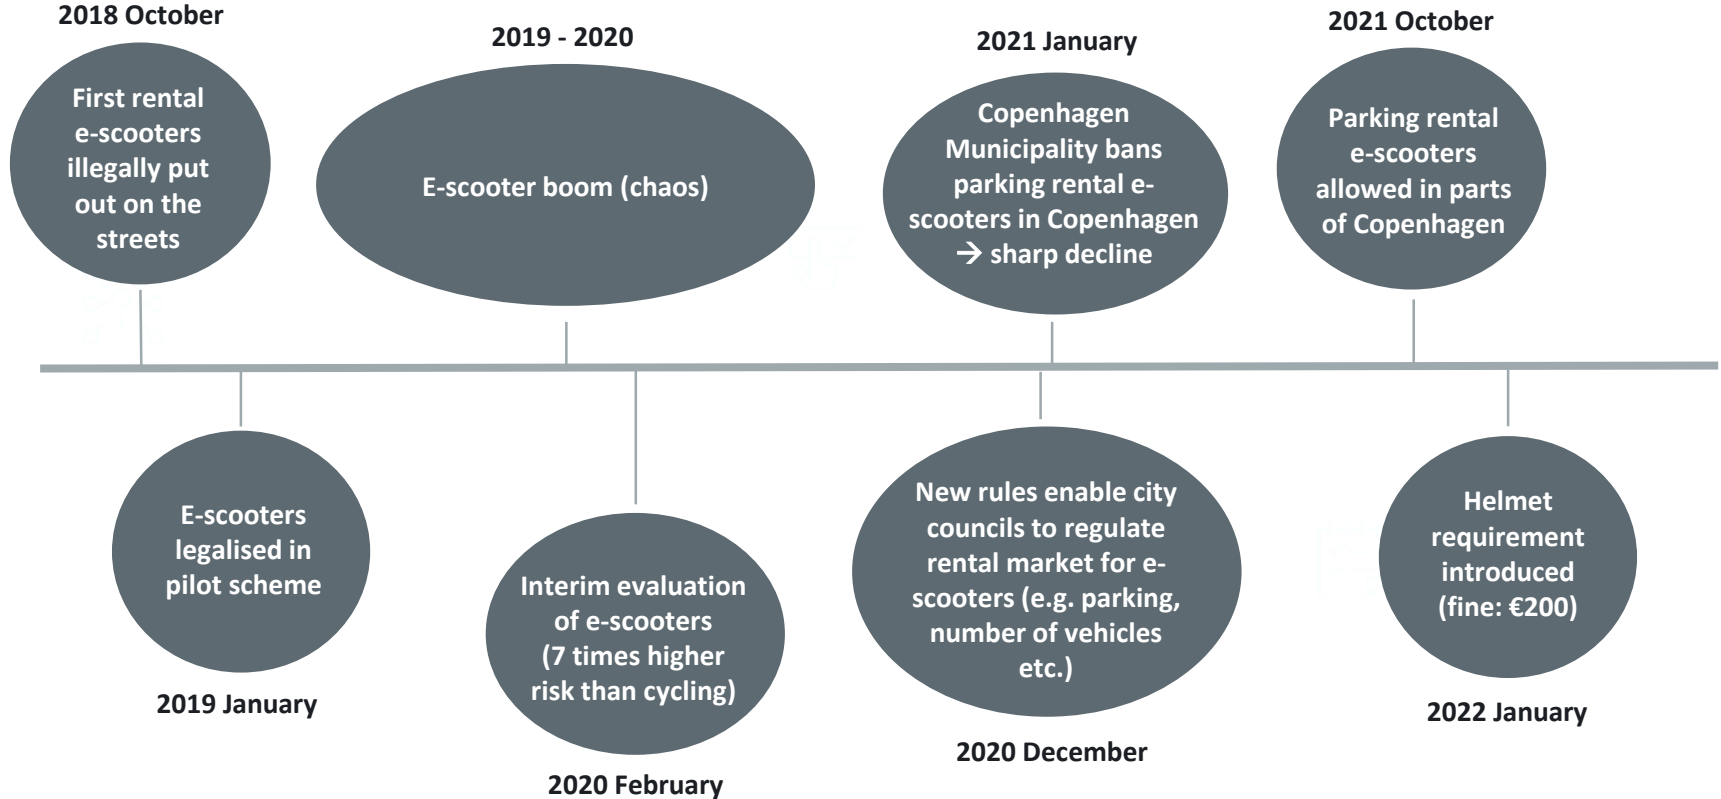 2018 October
First rental
e-scooters
illegally put
out on the
streets
2019 - 2020
E-scooter boom (chaos)
2021 January
Copenhagen
Municipality bans
parking rental e-
scooters in Copenhagen
→ sharp decline
2021 October
Parking rental
e-scooters
allowed in parts
of Copenhagen
E-scooters
legalised in
pilot scheme
2019 January
Interim evaluation
of e-scooters
(7 times higher
risk than cycling)
2020 February
New rules enable city
councils to regulate
rental market for e-
scooters (e.g. parking,
number of vehicles
etc.)
2020 December
Helmet
requirement
introduced
(fine: €200)
2022 January